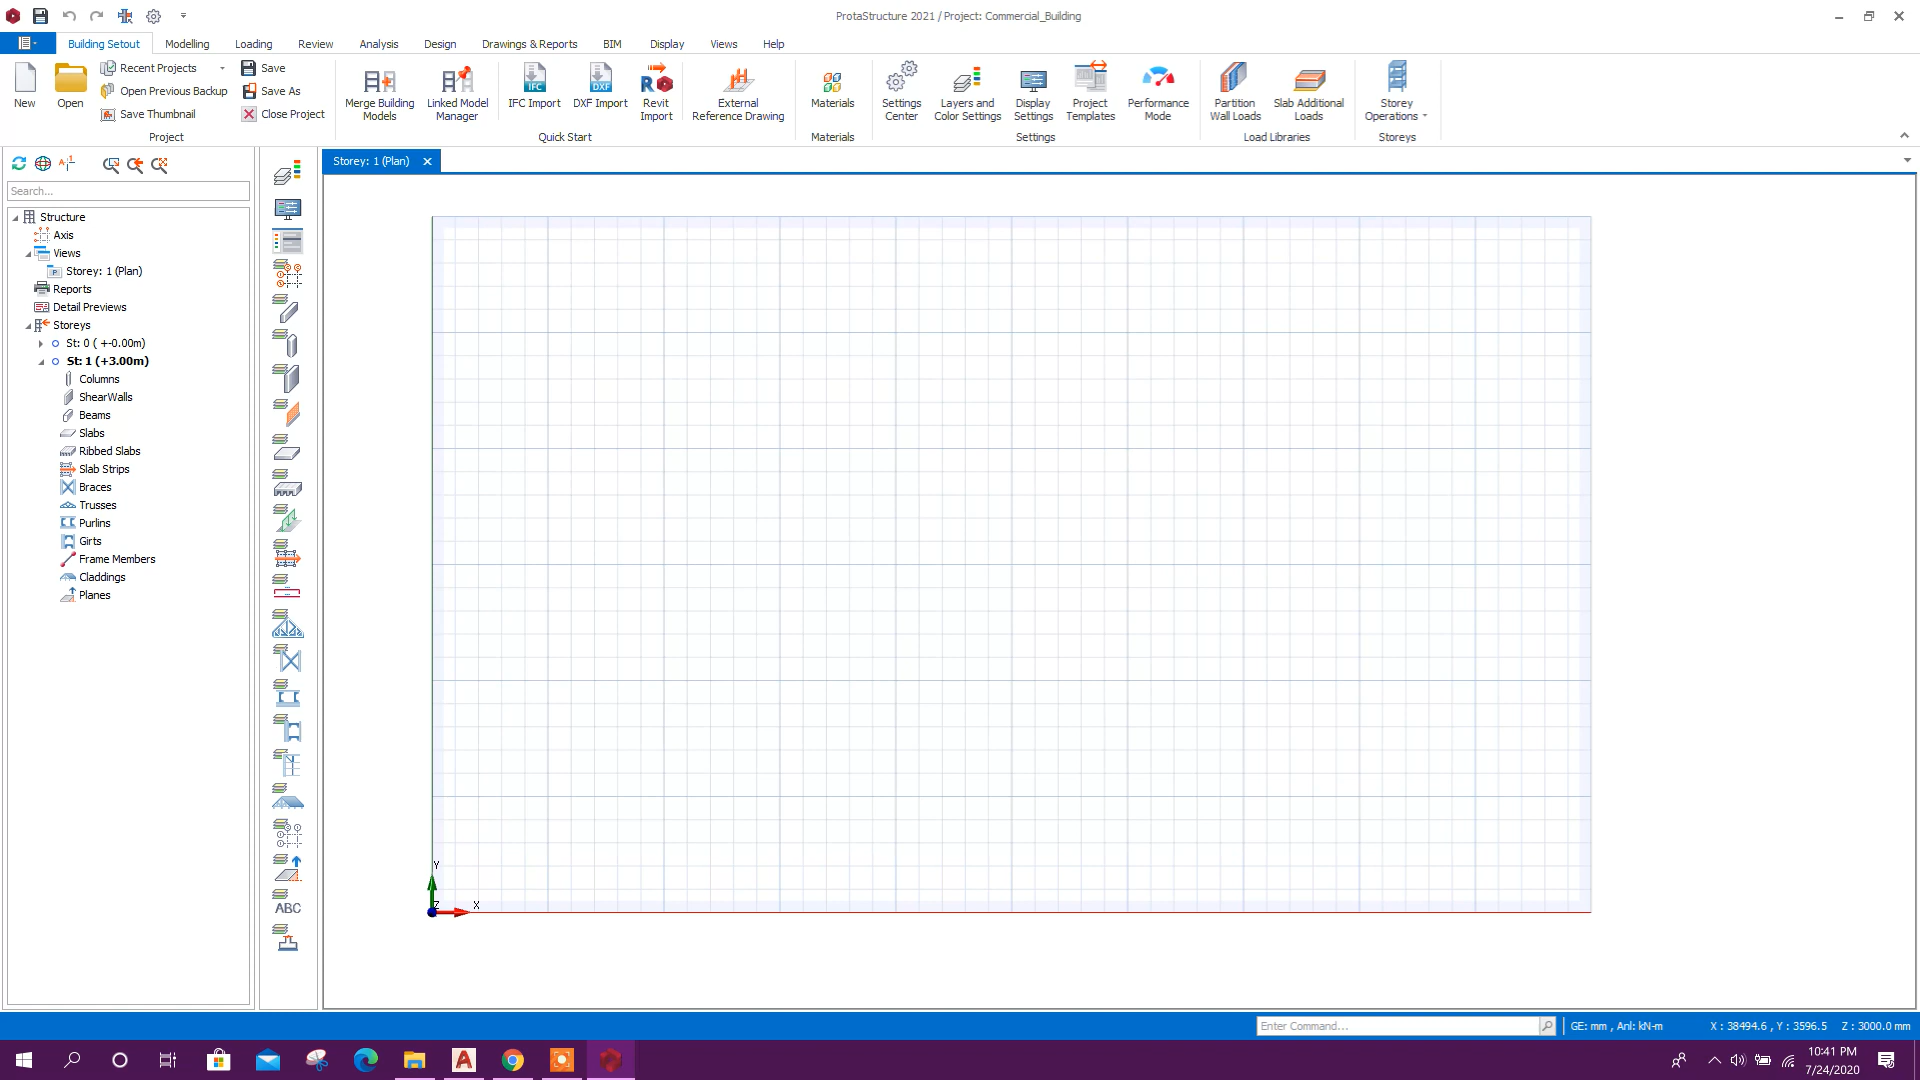 ProtaStructure 2021 / Project: Commercial_Building
Building Setout Modelling Loading Review Analysis Design Drawings & Reports BIM Display Views Help
New
Open
Recent Projects
Open Previous Backup
Save Thumbnail
Save
Save As
Close Project
Project
Merge Building
Models
Linked Model
Manager
IFC Import
DXF Import
Revit
Import
External
Reference Drawing
Quick Start
Materials
Materials
Settings
Center
Layers and
Color Settings
Display
Settings
Project
Templates
Performance
Mode
Settings
Partition
Wall Loads
Slab Additional
Loads
Load Libraries
Storey
Operations
Storeys
Search...
Structure
Axis
Views
Storey: 1 (Plan)
Reports
Detail Previews
Storeys
St: 0 ( +-0.00m)
St: 1 (+3.00m)
Columns
ShearWalls
Beams
Slabs
Ribbed Slabs
Slab Strips
Braces
Trusses
Purlins
Girts
Frame Members
Claddings
Planes
ABC
Storey: 1 (Plan)
Y
Z
X
Enter Command...
GE: mm , Anl: kN-m
X : 38494.6 , Y : 3596.5
Z : 3000.0 mm
10:41 PM
7/24/2020